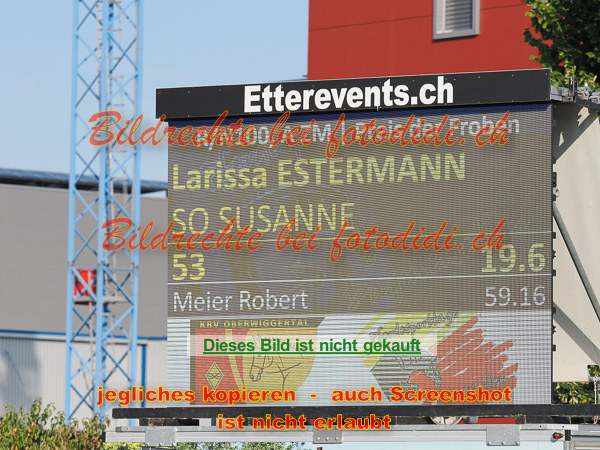 Etterevents.ch
Bildrechte bei fotodidi.ch
Larissa ESTERMANN
SO SUSANNE
Bildrechte bei fotodidi.ch
53 19.6
Meier Robert 59.16
KRV OBERWIGGERTAL
Dieses Bild ist nicht gekauft
jegliches kopieren - auch Screenshot
ist nicht erlaubt